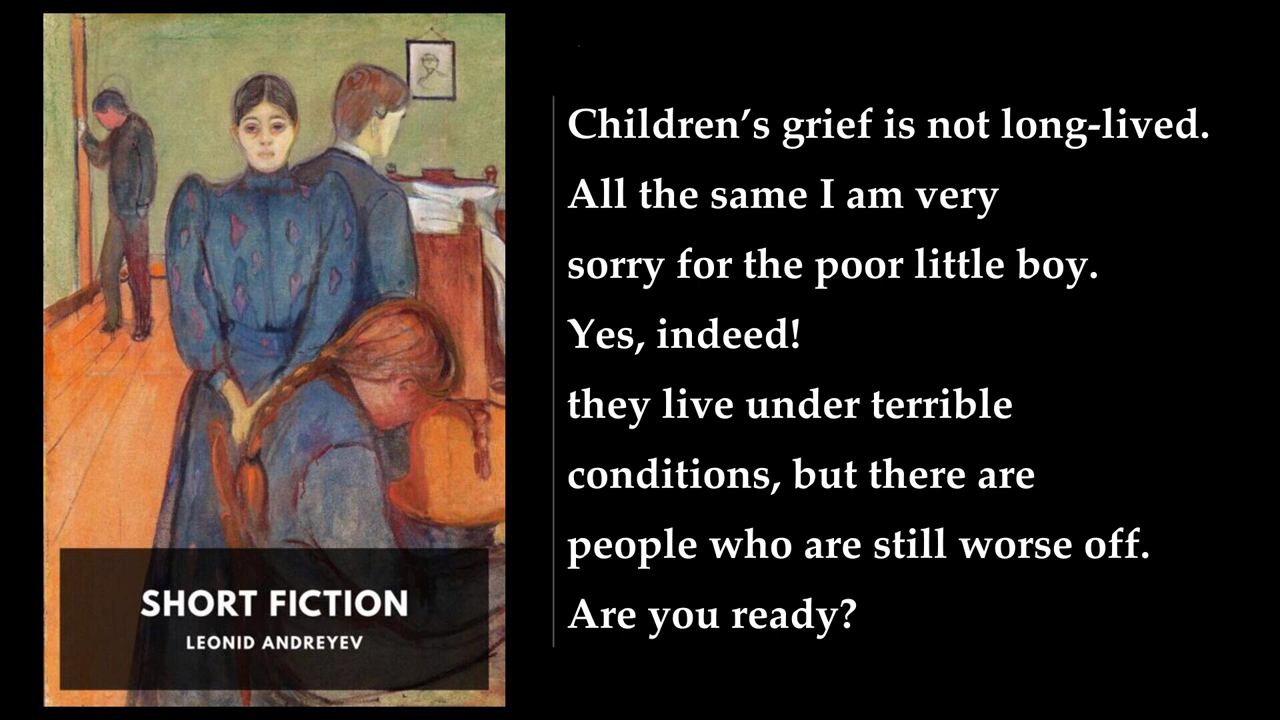 SHORT FICTION
LEONID ANDREYEV
Children’s grief is not long-lived.
All the same I am very
sorry for the poor little boy.
Yes, indeed!
they live under terrible
conditions, but there are
people who are still worse off.
Are you ready?